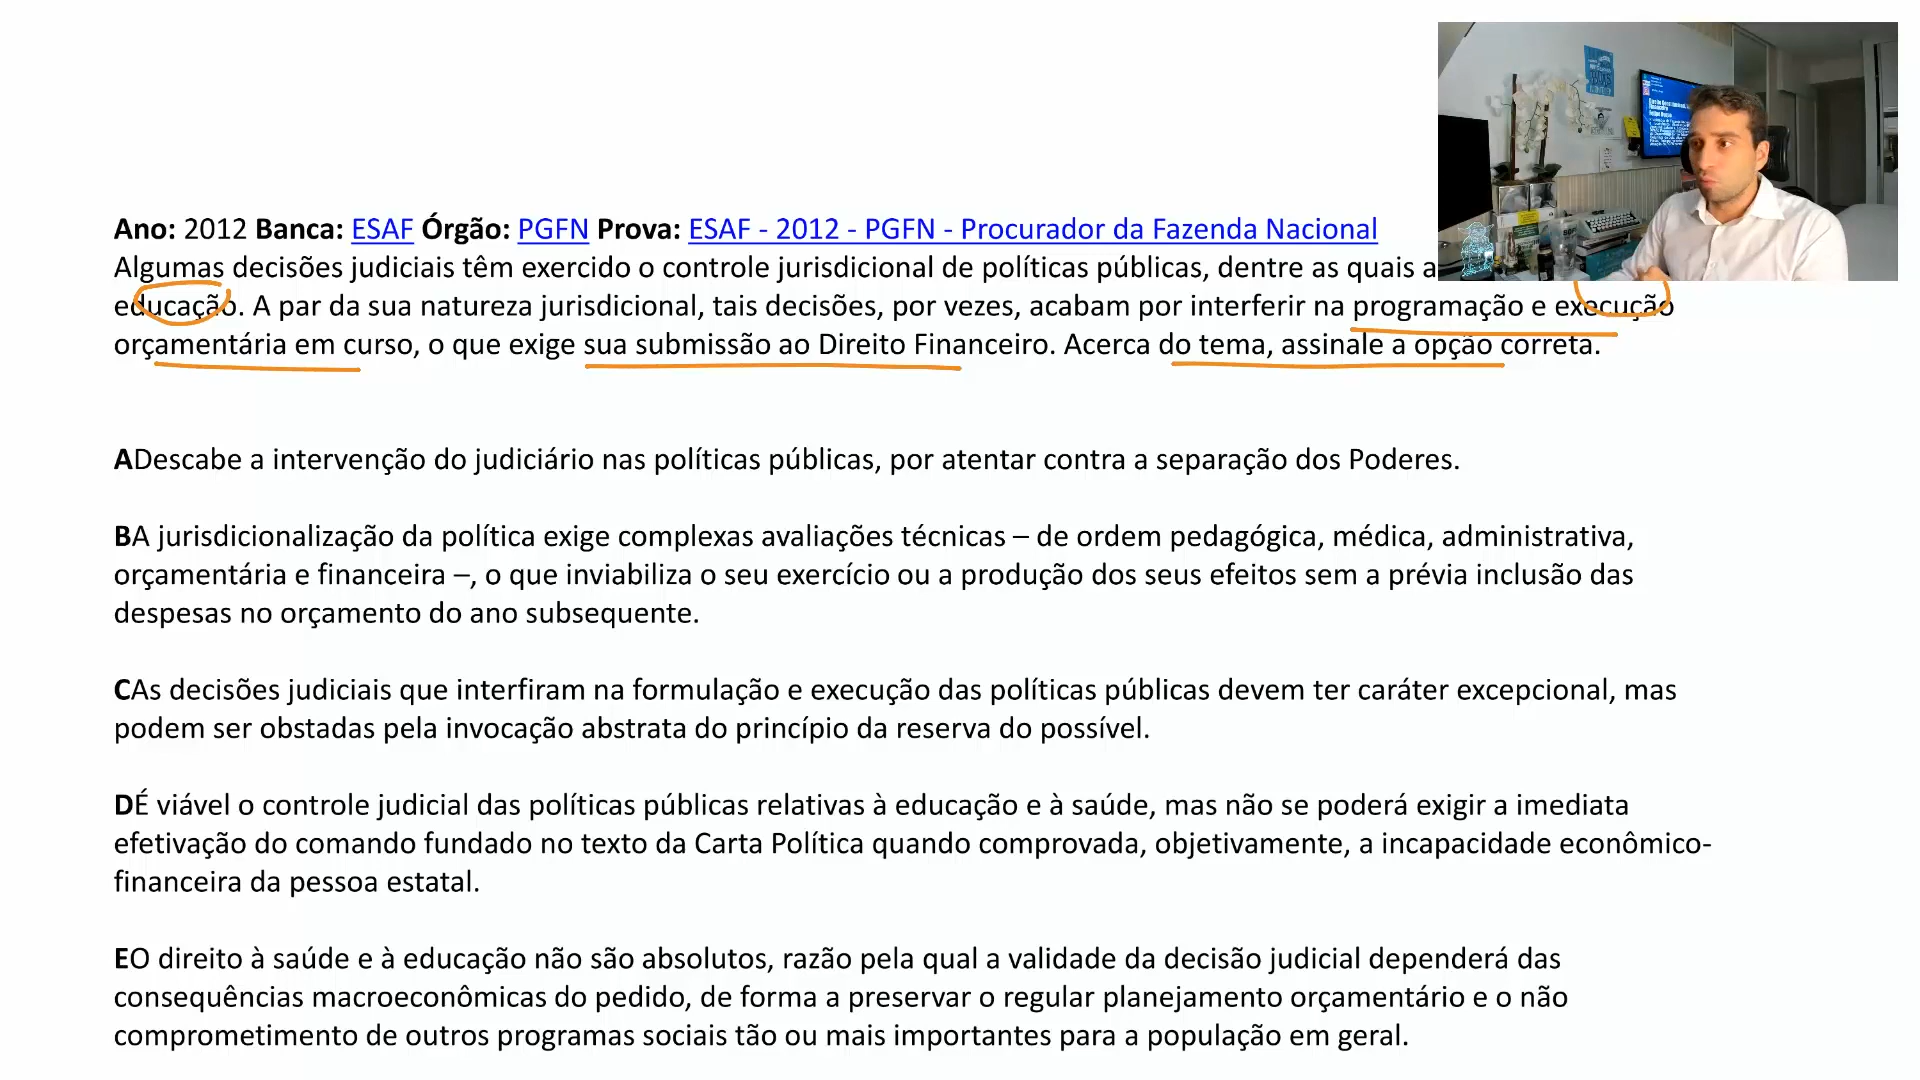 Ano: 2012 Banca: ESAF Órgão: PGFN Prova: ESAF - 2012 - PGFN - Procurador da Fazenda Nacional
Algumas decisões judiciais têm exercido o controle jurisdicional de políticas públicas, dentre as quais a
educação. A par da sua natureza jurisdicional, tais decisões, por vezes, acabam por interferir na programação e execução
orçamentária em curso, o que exige sua submissão ao Direito Financeiro. Acerca do tema, assinale a opção correta.
ADescabe a intervenção do judiciário nas políticas públicas, por atentar contra a separação dos Poderes.
BA jurisdicionalização da política exige complexas avaliações técnicas – de ordem pedagógica, médica, administrativa,
orçamentária e financeira –, o que inviabiliza o seu exercício ou a produção dos seus efeitos sem a prévia inclusão das
despesas no orçamento do ano subsequente.
CAs decisões judiciais que interfiram na formulação e execução das políticas públicas devem ter caráter excepcional, mas
podem ser obstadas pela invocação abstrata do princípio da reserva do possível.
DÉ viável o controle judicial das políticas públicas relativas à educação e à saúde, mas não se poderá exigir a imediata
efetivação do comando fundado no texto da Carta Política quando comprovada, objetivamente, a incapacidade econômico-
financeira da pessoa estatal.
EO direito à saúde e à educação não são absolutos, razão pela qual a validade da decisão judicial dependerá das
consequências macroeconômicas do pedido, de forma a preservar o regular planejamento orçamentário e o não
comprometimento de outros programas sociais tão ou mais importantes para a população em geral.